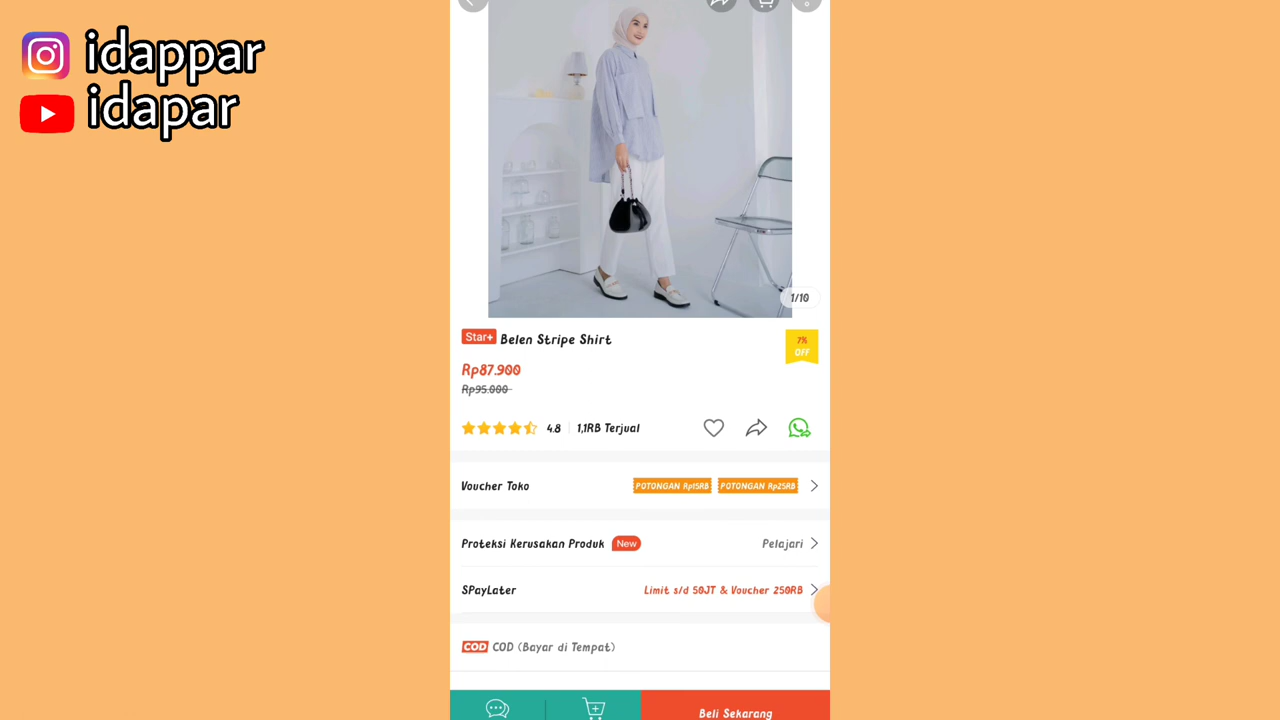 idappar
idapar
1/10
Star+ Belen Stripe Shirt
7%
OFF
Rp87.900
Rp95.000
4.8 1,1RB Terjual
Voucher Toko POTONGAN Rp15RB POTONGAN Rp25RB
Proteksi Kerusakan Produk New Pelajari
SPayLater Limit s/d 50JT & Voucher 250RB
COD COD (Bayar di Tempat)
Beli Sekarang